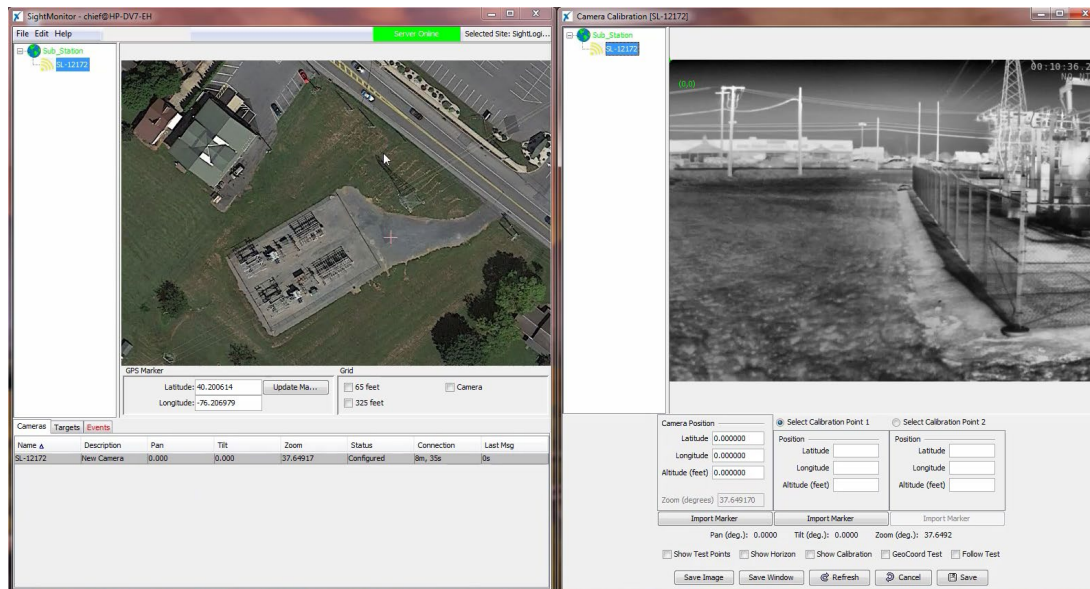 SightMonitor - chief@HP-DV7-EH
File Edit Help
Server Online
Selected Site: SightLogi...
Sub_Station
SL-12172
GPS Marker
Latitude: 40.200614
Update Ma...
Longitude: -76.206979
Grid
65 feet
Camera
325 feet
Cameras Targets Events
Name Description Pan Tilt Zoom Status Connection Last Msg
SL-12172 New Camera 0.000 0.000 37.64917 Configured 8m, 35s 0s
Camera Calibration [SL-12172]
Sub_Station
SL-12172
(0,0)
00:10:36.2
Camera Position
Latitude 0.000000
Longitude 0.000000
Altitude (feet) 0.000000
Zoom (degrees) 37.649170
Import Marker
Select Calibration Point 1
Position
Latitude
Longitude
Altitude (feet)
Import Marker
Select Calibration Point 2
Position
Latitude
Longitude
Altitude (feet)
Import Marker
Pan (deg.): 0.0000 Tilt (deg.): 0.0000 Zoom (deg.): 37.6492
Show Test Points Show Horizon Show Calibration GeoCoord Test Follow Test
Save Image Save Window Refresh Cancel Save